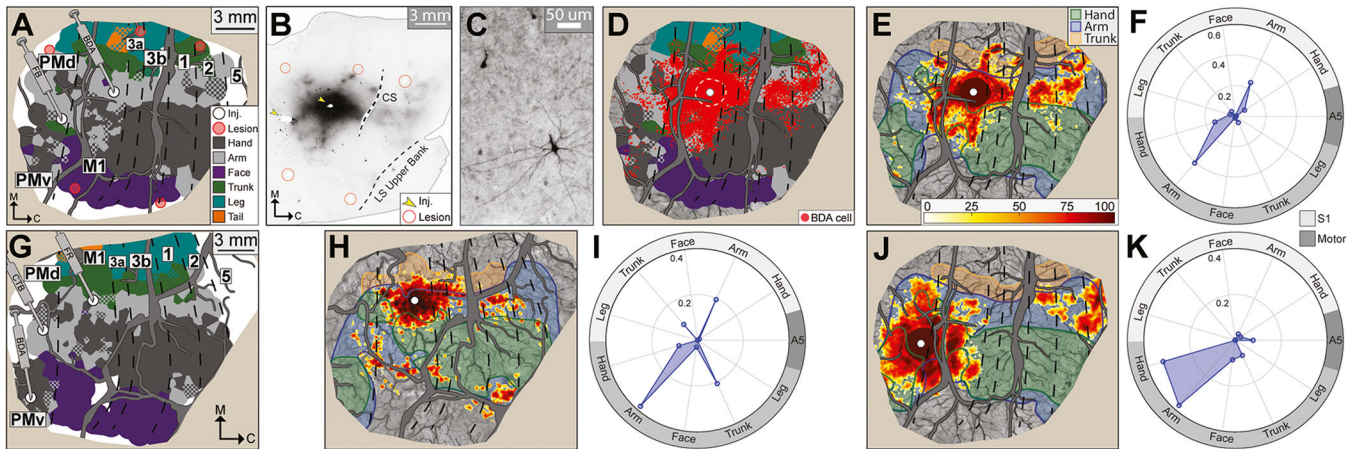 A
3 mm
BDA
FB
PMd
3a
3b
1
2
5
M1
PMv
M
C
Inj.
Lesion
Hand
Arm
Face
Trunk
Leg
Tail
B
3 mm
CS
LS Upper Bank
M
C
Inj.
Lesion
C
50 um
D
BDA cell
E
Hand
Arm
Trunk
0 25 50 75 100
F
Face
Arm
Hand
A5
Leg
Trunk
Face
Arm
Hand
Leg
Trunk
0.6
0.4
0.2
S1
Motor
G
3 mm
CTB
FR
BDA
PMd
M1
3a
3b
1
2
5
PMv
M
C
H
I
Face
Arm
Hand
A5
Leg
Trunk
Face
Arm
Hand
Leg
Trunk
0.4
0.2
J
K
Face
Arm
Hand
A5
Leg
Trunk
Face
Arm
Hand
Leg
Trunk
0.4
0.2